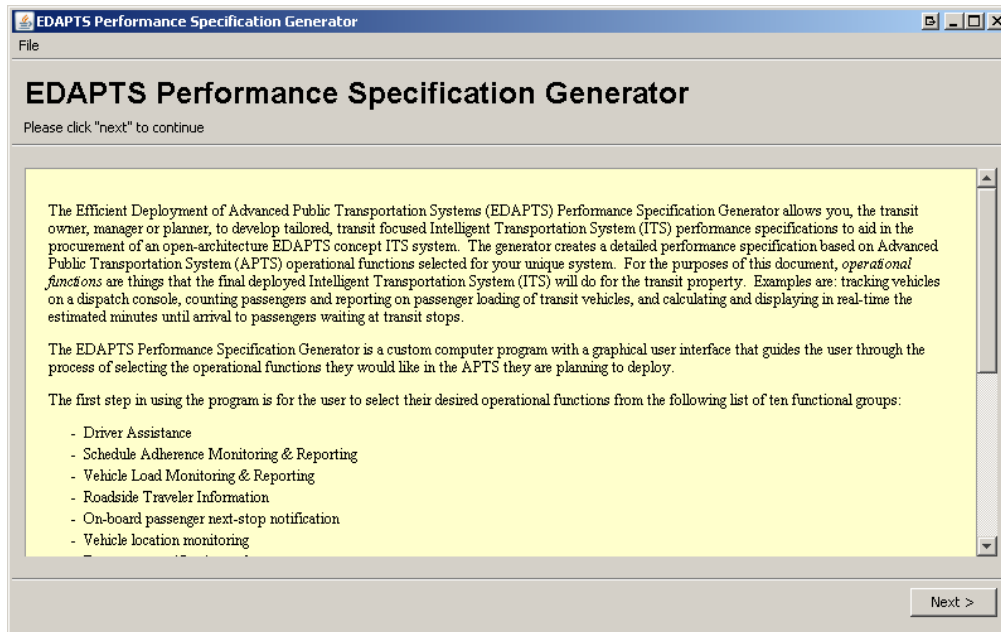 EDAPTS Performance Specification Generator
File
EDAPTS Performance Specification Generator
Please click "next" to continue
The Efficient Deployment of Advanced Public Transportation Systems (EDAPTS) Performance Specification Generator allows you, the transit
owner, manager or planner, to develop tailored, transit focused Intelligent Transportation System (ITS) performance specifications to aid in the
procurement of an open-architecture EDAPTS concept ITS system. The generator creates a detailed performance specification based on Advanced
Public Transportation System (APTS) operational functions selected for your unique system. For the purposes of this document, operational
functions are things that the final deployed Intelligent Transportation System (ITS) will do for the transit property. Examples are: tracking vehicles
on a dispatch console, counting passengers and reporting on passenger loading of transit vehicles, and calculating and displaying in real-time the
estimated minutes until arrival to passengers waiting at transit stops.
The EDAPTS Performance Specification Generator is a custom computer program with a graphical user interface that guides the user through the
process of selecting the operational functions they would like in the APTS they are planning to deploy.
The first step in using the program is for the user to select their desired operational functions from the following list of ten functional groups:
- Driver Assistance
- Schedule Adherence Monitoring & Reporting
- Vehicle Load Monitoring & Reporting
- Roadside Traveler Information
- On-board passenger next-stop notification
- Vehicle location monitoring
Next >